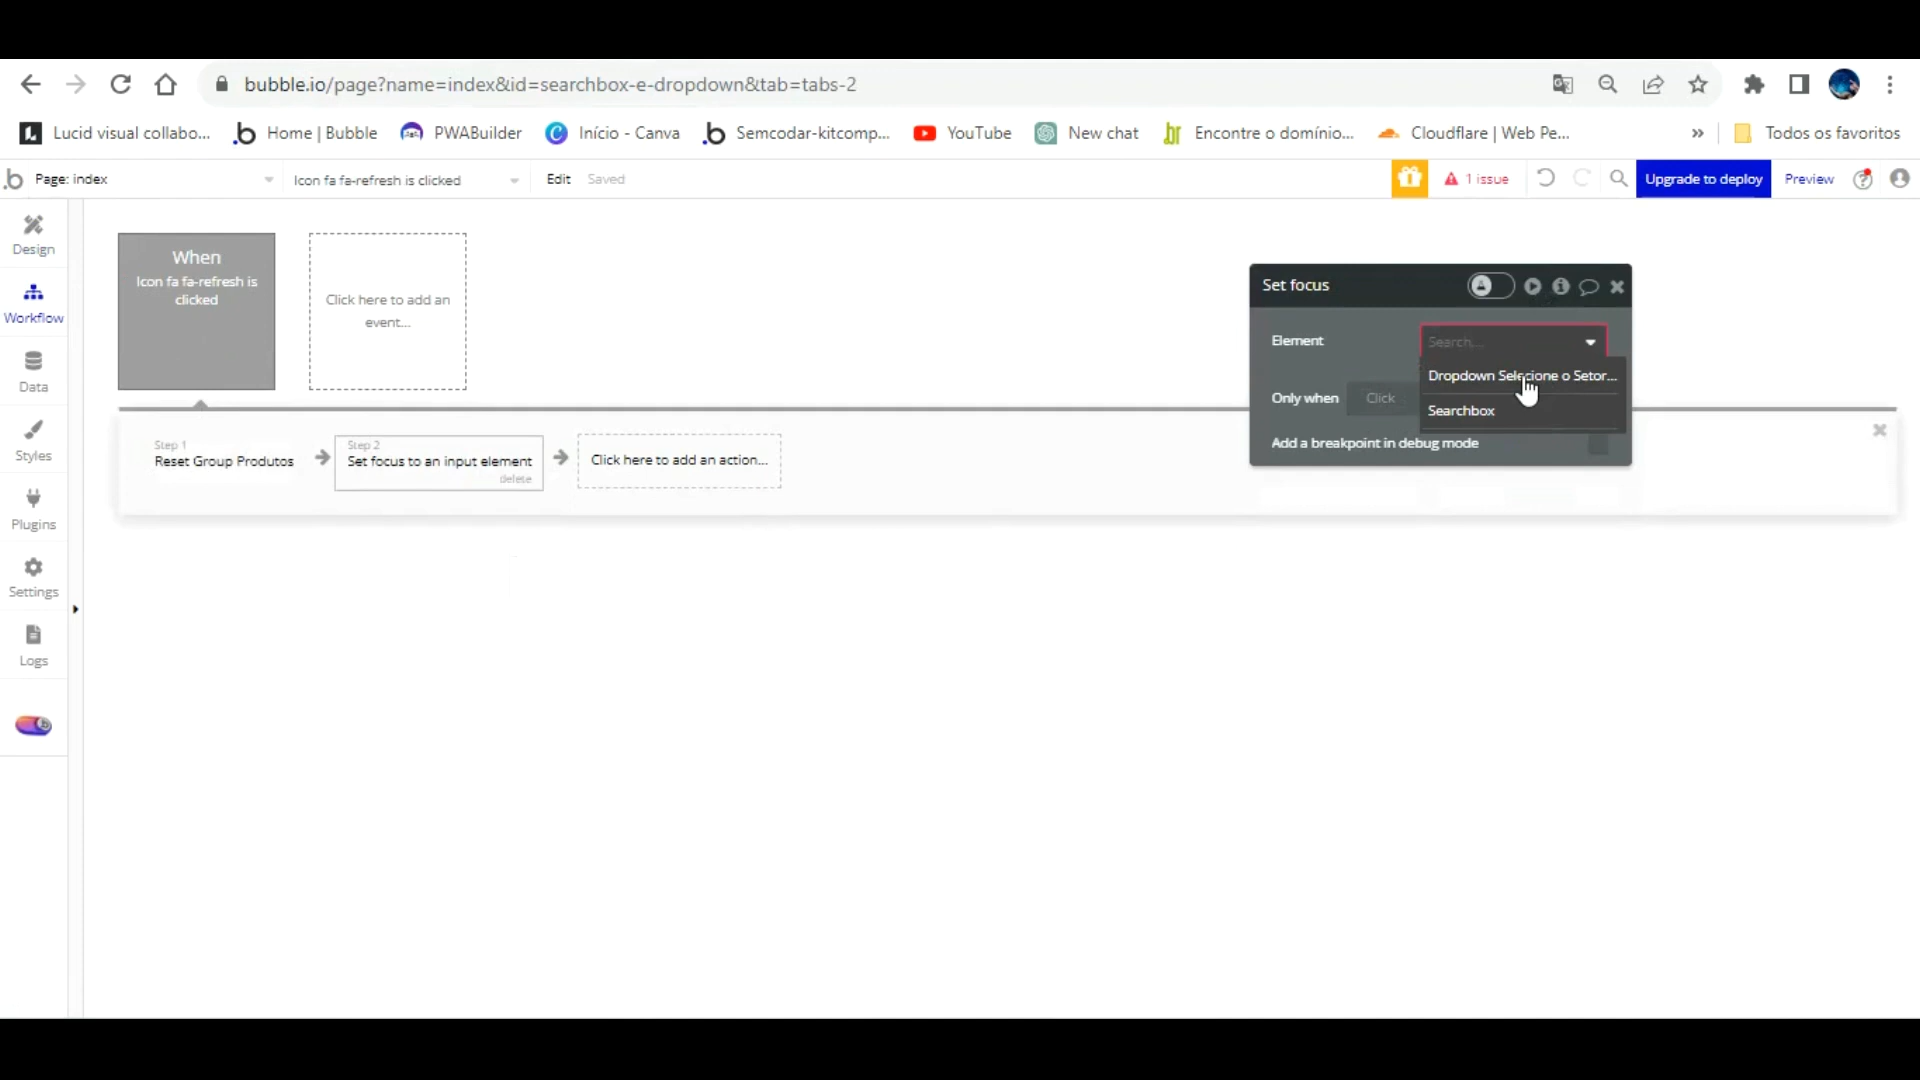 bubble.io/page?name=index&id=searchbox-e-dropdown&tab=tabs-2
Lucid visual collabo...
Home | Bubble
PWABuilder
Início - Canva
Semcodar-kitcomp...
YouTube
New chat
Encontre o domínio...
Cloudflare | Web Pe...
»
Todos os favoritos
Page: index
Icon fa fa-refresh is clicked
Edit
Saved
1 issue
Upgrade to deploy
Preview
Design
Workflow
Data
Styles
Plugins
Settings
Logs
When
Icon fa fa-refresh is
clicked
Click here to add an
event...
Set focus
Element
Search...
Dropdown Selecione o Setor...
Searchbox
Only when
Click
Add a breakpoint in debug mode
Step 1
Reset Group Produtos
Step 2
Set focus to an input element
delete
Click here to add an action...